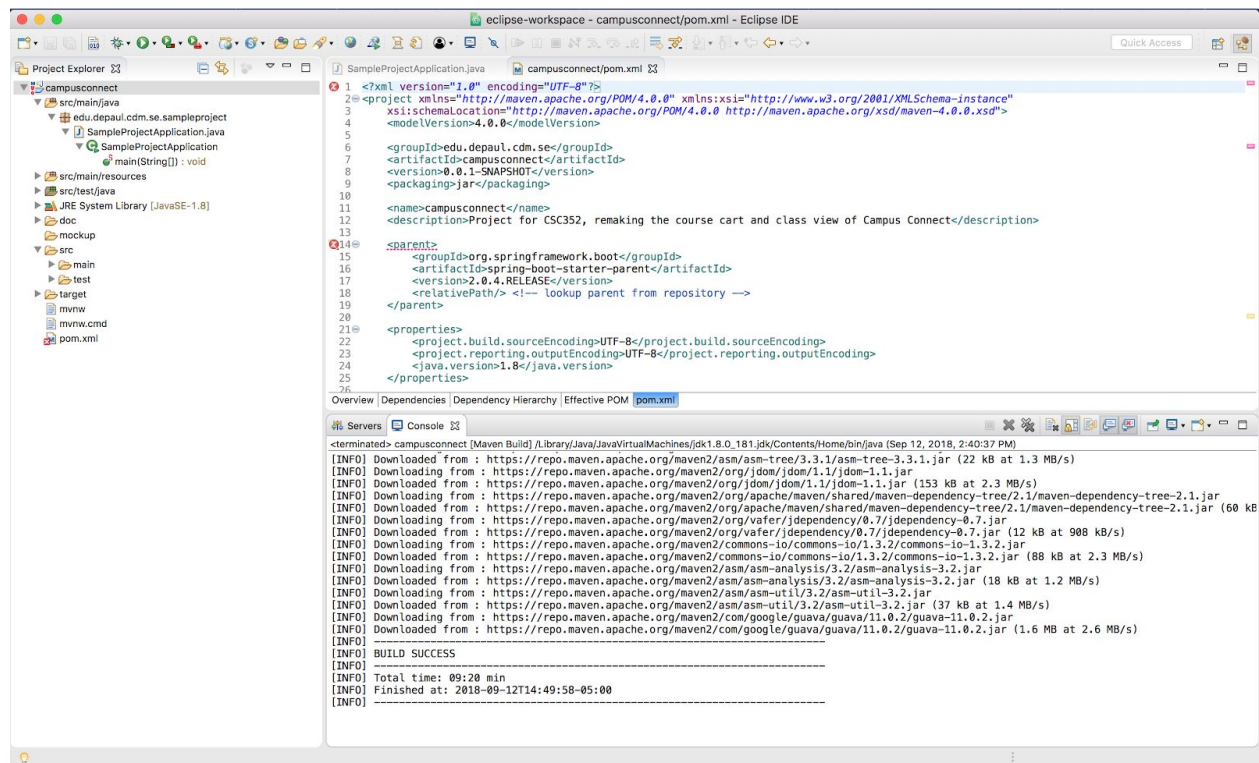 eclipse-workspace - campusconnect/pom.xml - Eclipse IDE
Quick Access
Project Explorer
campusconnect
src/main/java
edu.depaul.cdm.se.sampleproject
SampleProjectApplication.java
SampleProjectApplication
main(String[]) : void
src/main/resources
src/test/java
JRE System Library [JavaSE-1.8]
doc
mockup
src
main
test
target
mvnw
mvnw.cmd
pom.xml
SampleProjectApplication.java
campusconnect/pom.xml
1 <?xml version="1.0" encoding="UTF-8"?>
2 <project xmlns="http://maven.apache.org/POM/4.0.0" xmlns:xsi="http://www.w3.org/2001/XMLSchema-instance"
3 xsi:schemaLocation="http://maven.apache.org/POM/4.0.0 http://maven.apache.org/xsd/maven-4.0.0.xsd">
4 <modelVersion>4.0.0</modelVersion>
5
6 <groupId>edu.depaul.cdm.se</groupId>
7 <artifactId>campusconnect</artifactId>
8 <version>0.0.1-SNAPSHOT</version>
9 <packaging>jar</packaging>
10
11 <name>campusconnect</name>
12 <description>Project for CSC352, remaking the course cart and class view of Campus Connect</description>
13
14 <parent>
15 <groupId>org.springframework.boot</groupId>
16 <artifactId>spring-boot-starter-parent</artifactId>
17 <version>2.0.4.RELEASE</version>
18 <relativePath/> <!-- lookup parent from repository -->
19 </parent>
20
21 <properties>
22 <project.build.sourceEncoding>UTF-8</project.build.sourceEncoding>
23 <project.reporting.outputEncoding>UTF-8</project.reporting.outputEncoding>
24 <java.version>1.8</java.version>
25 </properties>
26
Overview Dependencies Dependency Hierarchy Effective POM pom.xml
Servers Console
<terminated> campusconnect [Maven Build] /Library/Java/JavaVirtualMachines/jdk1.8.0_181.jdk/Contents/Home/bin/java (Sep 12, 2018, 2:40:37 PM)
[INFO] Downloaded from : https://repo.maven.apache.org/maven2/asm/asm-tree/3.3.1/asm-tree-3.3.1.jar (22 kB at 1.3 MB/s)
[INFO] Downloading from : https://repo.maven.apache.org/maven2/org/jdom/jdom/1.1/jdom-1.1.jar
[INFO] Downloaded from : https://repo.maven.apache.org/maven2/org/jdom/jdom/1.1/jdom-1.1.jar (153 kB at 2.3 MB/s)
[INFO] Downloading from : https://repo.maven.apache.org/maven2/org/apache/maven/shared/maven-dependency-tree/2.1/maven-dependency-tree-2.1.jar
[INFO] Downloaded from : https://repo.maven.apache.org/maven2/org/apache/maven/shared/maven-dependency-tree/2.1/maven-dependency-tree-2.1.jar (60 kB
[INFO] Downloading from : https://repo.maven.apache.org/maven2/org/vafer/jdependency/0.7/jdependency-0.7.jar
[INFO] Downloaded from : https://repo.maven.apache.org/maven2/org/vafer/jdependency/0.7/jdependency-0.7.jar (12 kB at 908 kB/s)
[INFO] Downloading from : https://repo.maven.apache.org/maven2/commons-io/commons-io/1.3.2/commons-io-1.3.2.jar
[INFO] Downloaded from : https://repo.maven.apache.org/maven2/commons-io/commons-io/1.3.2/commons-io-1.3.2.jar (88 kB at 2.3 MB/s)
[INFO] Downloading from : https://repo.maven.apache.org/maven2/asm/asm-analysis/3.2/asm-analysis-3.2.jar
[INFO] Downloaded from : https://repo.maven.apache.org/maven2/asm/asm-analysis/3.2/asm-analysis-3.2.jar (18 kB at 1.2 MB/s)
[INFO] Downloading from : https://repo.maven.apache.org/maven2/asm/asm-util/3.2/asm-util-3.2.jar
[INFO] Downloaded from : https://repo.maven.apache.org/maven2/asm/asm-util/3.2/asm-util-3.2.jar (37 kB at 1.4 MB/s)
[INFO] Downloading from : https://repo.maven.apache.org/maven2/com/google/guava/guava/11.0.2/guava-11.0.2.jar
[INFO] Downloaded from : https://repo.maven.apache.org/maven2/com/google/guava/guava/11.0.2/guava-11.0.2.jar (1.6 MB at 2.6 MB/s)
[INFO] ------------------------------------------------------------------------
[INFO] BUILD SUCCESS
[INFO] ------------------------------------------------------------------------
[INFO] Total time: 09:20 min
[INFO] Finished at: 2018-09-12T14:49:58-05:00
[INFO] ------------------------------------------------------------------------